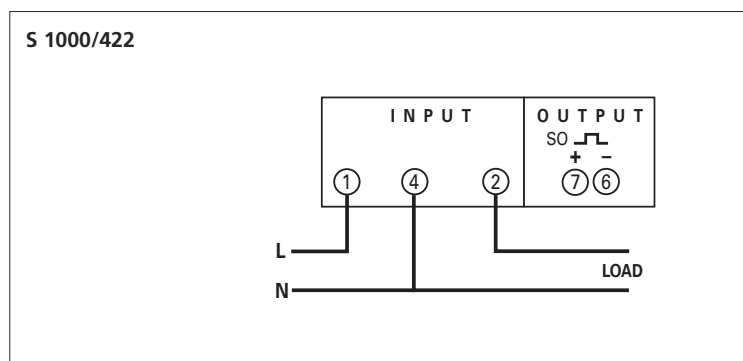 S 1000/422
INPUT OUTPUT
SO
+ –
1 4 2 7 6
L
LOAD
N